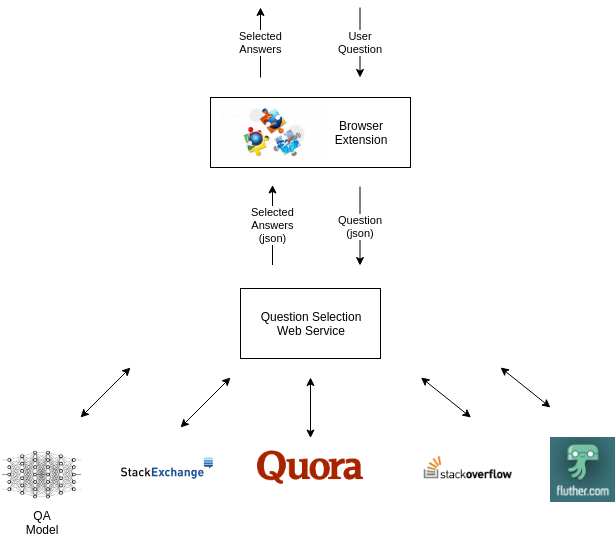 Selected
Answers
User
Question
Browser
Extension
Selected
Answers
(json)
Question
(json)
Question Selection
Web Service
StackExchange
Quora
stackoverflow
fluther.com
QA
Model